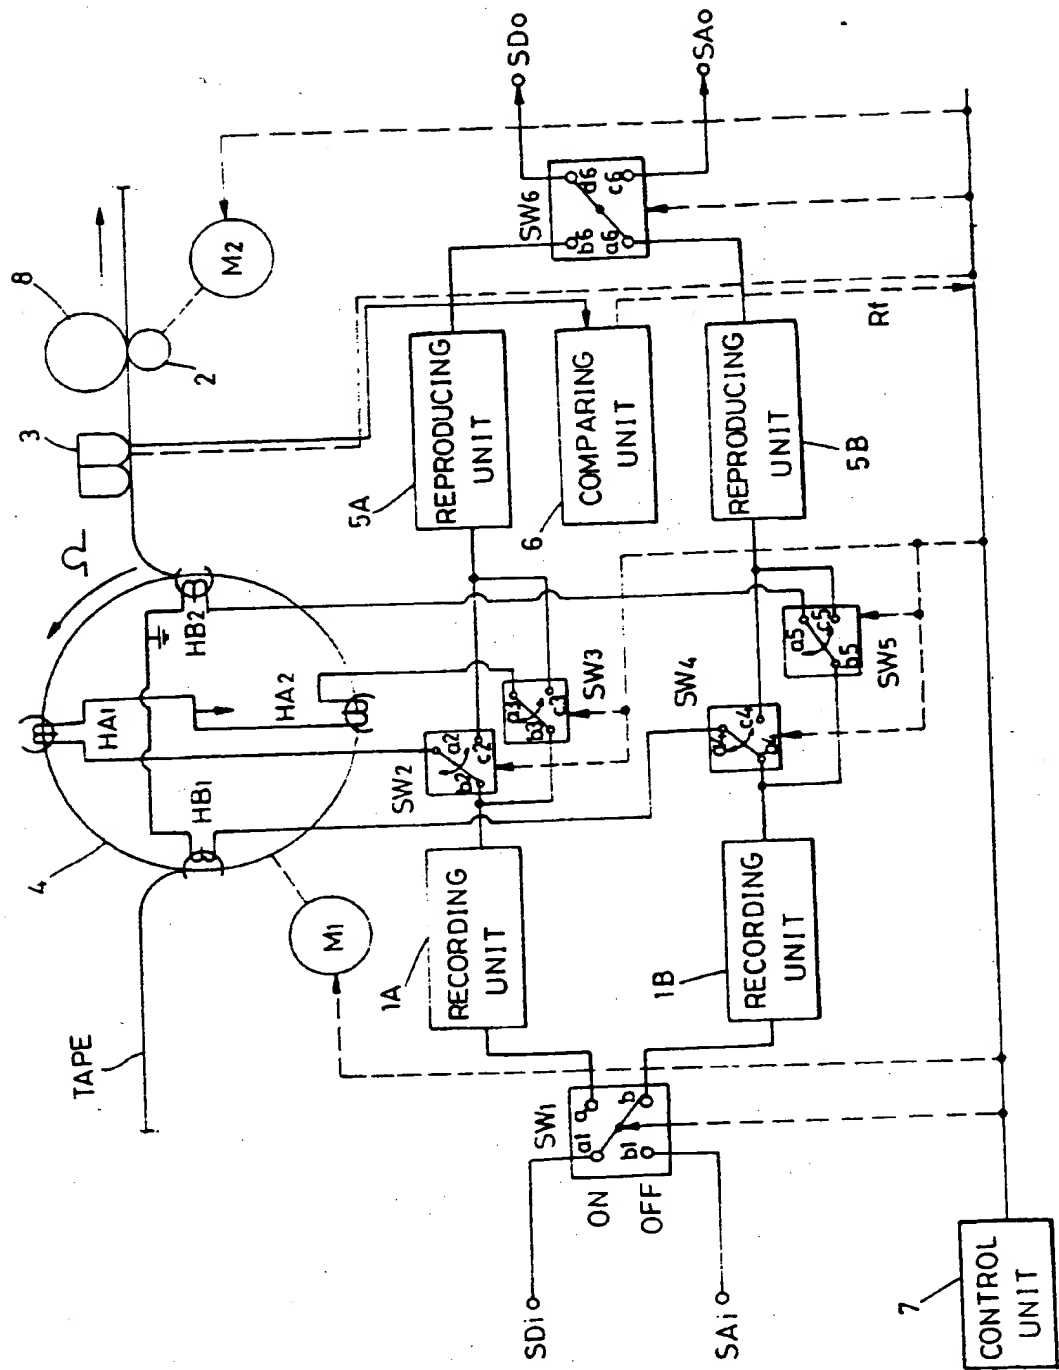 TAPE
4
HA1
HB1
HB2
HA2
Ω
3
8
2
M2
M1
SDi
SAi
SW1
a1
a
b1
b
ON
OFF
1A
RECORDING
UNIT
1B
RECORDING
UNIT
SW2
a2
b2
c2
SW3
a3
b3
c3
SW4
a4
b4
c4
SW5
a5
b5
c5
5A
REPRODUCING
UNIT
6
COMPARING
UNIT
REPRODUCING
UNIT
5B
SW6
b6
d6
a6
c6
SDo
SAo
Rf
7
CONTROL
UNIT